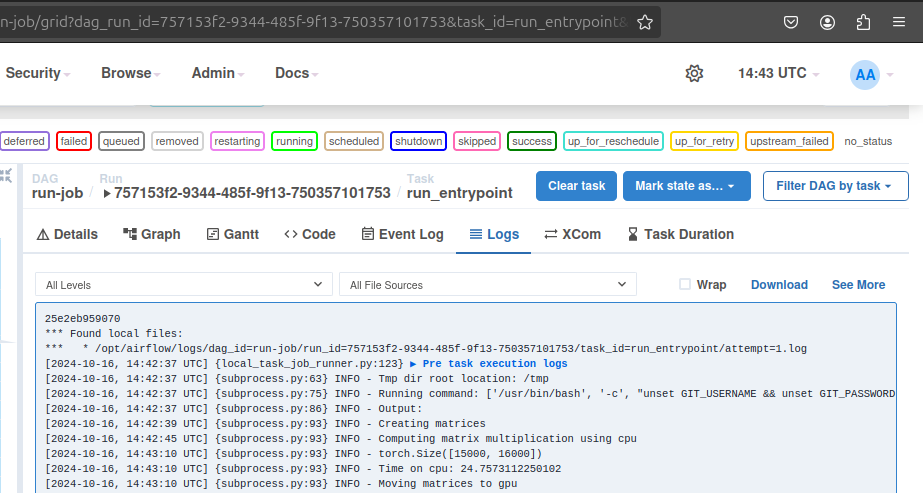 n-job/grid?dag_run_id=757153f2-9344-485f-9f13-750357101753&task_id=run_entrypoint&
Security Browse Admin Docs 14:43 UTC AA
deferred failed queued removed restarting running scheduled shutdown skipped success up_for_reschedule up_for_retry upstream_failed no_status
DAG Run Task
run-job / 757153f2-9344-485f-9f13-750357101753 / run_entrypoint
Clear task Mark state as... Filter DAG by task
Details Graph Gantt Code Event Log Logs XCom Task Duration
All Levels All File Sources Wrap Download See More
25e2eb959070
*** Found local files:
***   * /opt/airflow/logs/dag_id=run-job/run_id=757153f2-9344-485f-9f13-750357101753/task_id=run_entrypoint/attempt=1.log
[2024-10-16, 14:42:37 UTC] {local_task_job_runner.py:123} ▶ Pre task execution logs
[2024-10-16, 14:42:37 UTC] {subprocess.py:63} INFO - Tmp dir root location: /tmp
[2024-10-16, 14:42:37 UTC] {subprocess.py:75} INFO - Running command: ['/usr/bin/bash', '-c', "unset GIT_USERNAME && unset GIT_PASSWORD
[2024-10-16, 14:42:37 UTC] {subprocess.py:86} INFO - Output:
[2024-10-16, 14:42:39 UTC] {subprocess.py:93} INFO - Creating matrices
[2024-10-16, 14:42:45 UTC] {subprocess.py:93} INFO - Computing matrix multiplication using cpu
[2024-10-16, 14:43:10 UTC] {subprocess.py:93} INFO - torch.Size([15000, 16000])
[2024-10-16, 14:43:10 UTC] {subprocess.py:93} INFO - Time on cpu: 24.7573112250102
[2024-10-16, 14:43:10 UTC] {subprocess.py:93} INFO - Moving matrices to gpu